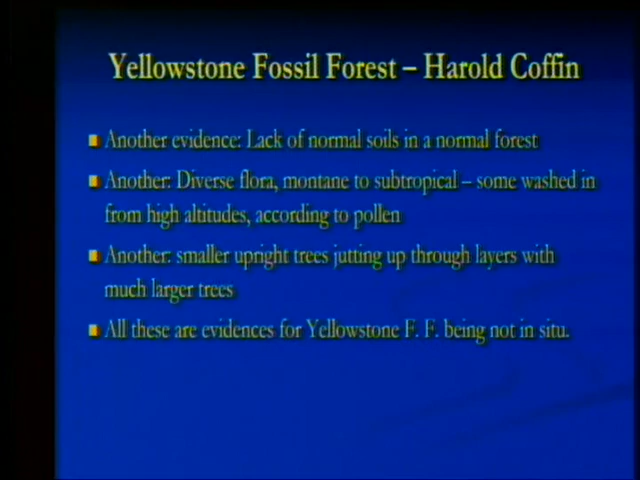 Yellowstone Fossil Forest – Harold Coffin
Another evidence: Lack of normal soils in a normal forest
Another: Diverse flora, montane to subtropical – some washed in
from high altitudes, according to pollen
Another: smaller upright trees jutting up through layers with
much larger trees
All these are evidences for Yellowstone F. F. being not in situ.